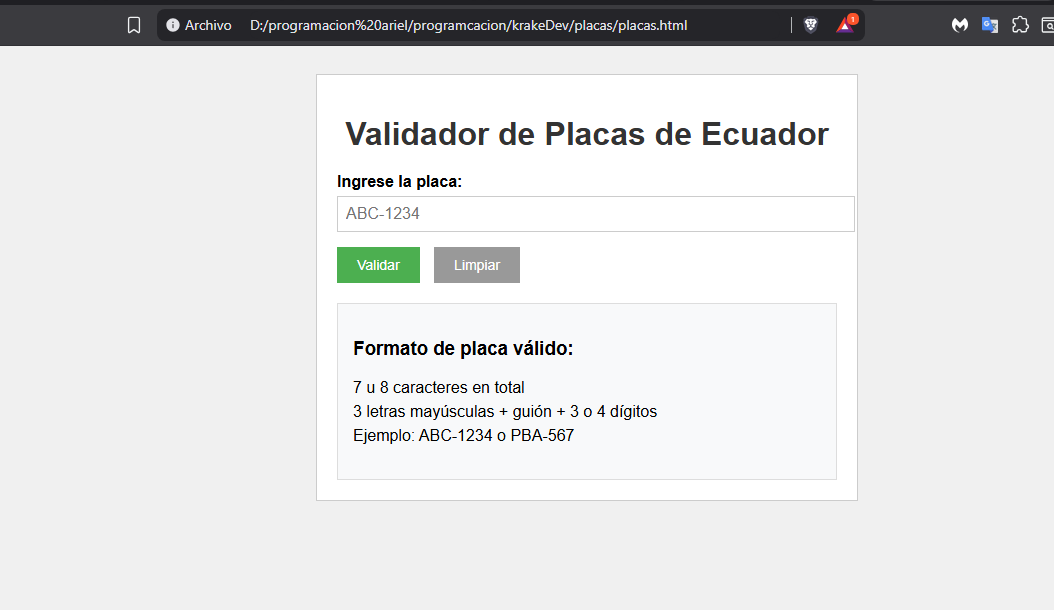 Archivo D:/programacion%20ariel/programcacion/krakeDev/placas/placas.html
1
Validador de Placas de Ecuador
Ingrese la placa:
ABC-1234
Validar Limpiar
Formato de placa válido:
7 u 8 caracteres en total
3 letras mayúsculas + guión + 3 o 4 dígitos
Ejemplo: ABC-1234 o PBA-567